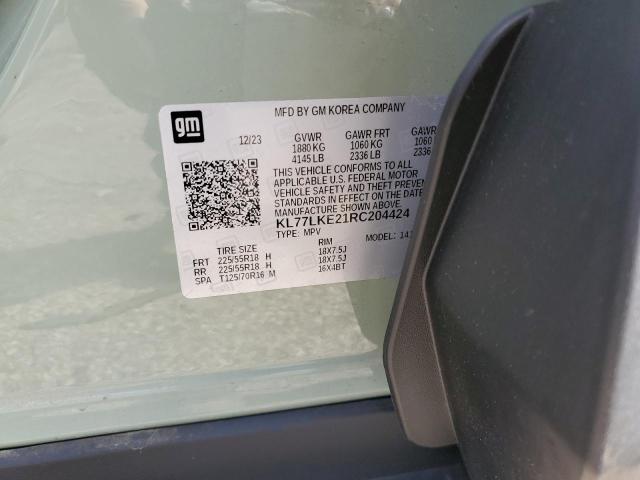 MFD BY GM KOREA COMPANY
gm
12/23 GVWR GAWR FRT GAWR
1880 KG 1060 KG 1060
4145 LB 2336 LB 2336
THIS VEHICLE CONFORMS TO ALL
APPLICABLE U.S. FEDERAL MOTOR
VEHICLE SAFETY AND THEFT PREVEN
STANDARDS IN EFFECT ON THE DATE
MANUFACTURE SHOWN ABOVE.
KL77LKE21RC204424
TYPE: MPV MODEL: 141
TIRE SIZE RIM
FRT 225/55R18 H 18X7.5J
RR 225/55R18 H 18X7.5J
SPA T125/70R16 M 16X4BT